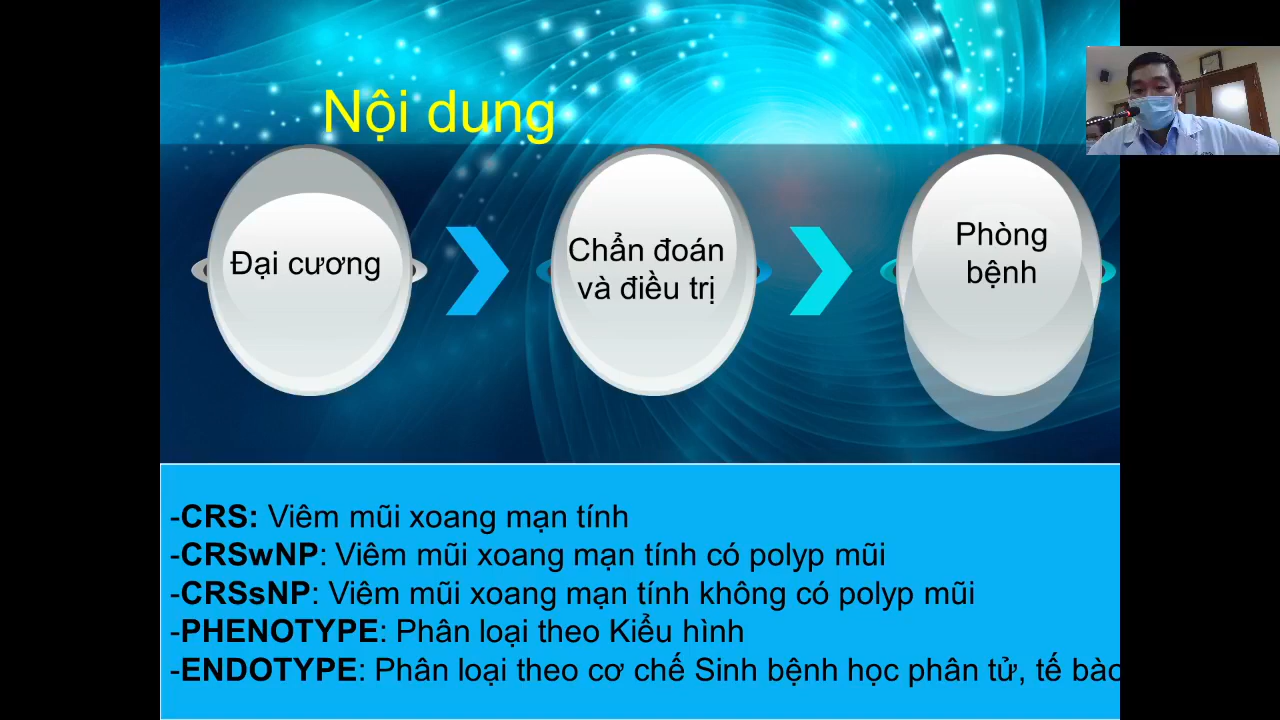 Nội dung
Đại cương
Chẩn đoán
và điều trị
Phòng
bệnh
-CRS: Viêm mũi xoang mạn tính
-CRSwNP: Viêm mũi xoang mạn tính có polyp mũi
-CRSsNP: Viêm mũi xoang mạn tính không có polyp mũi
-PHENOTYPE: Phân loại theo Kiểu hình
-ENDOTYPE: Phân loại theo cơ chế Sinh bệnh học phân tử, tế bào